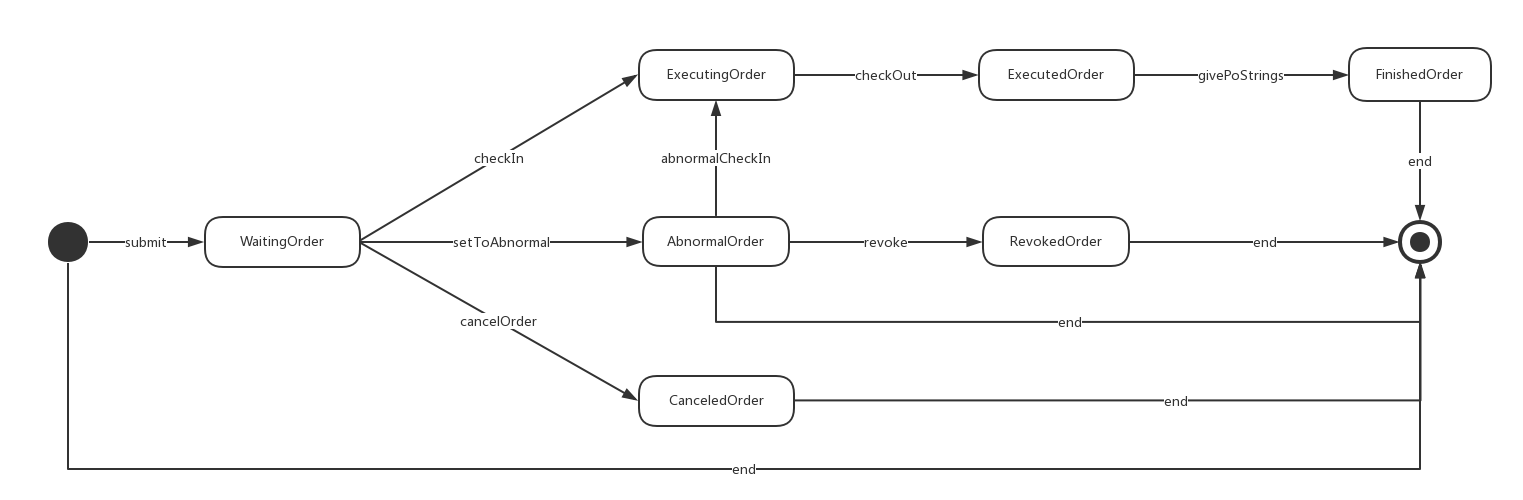 ExecutingOrder
checkOut
ExecutedOrder
givePoStrings
FinishedOrder
checkIn
abnormalCheckIn
end
submit
WaitingOrder
setToAbnormal
AbnormalOrder
revoke
RevokedOrder
end
cancelOrder
end
CanceledOrder
end
end